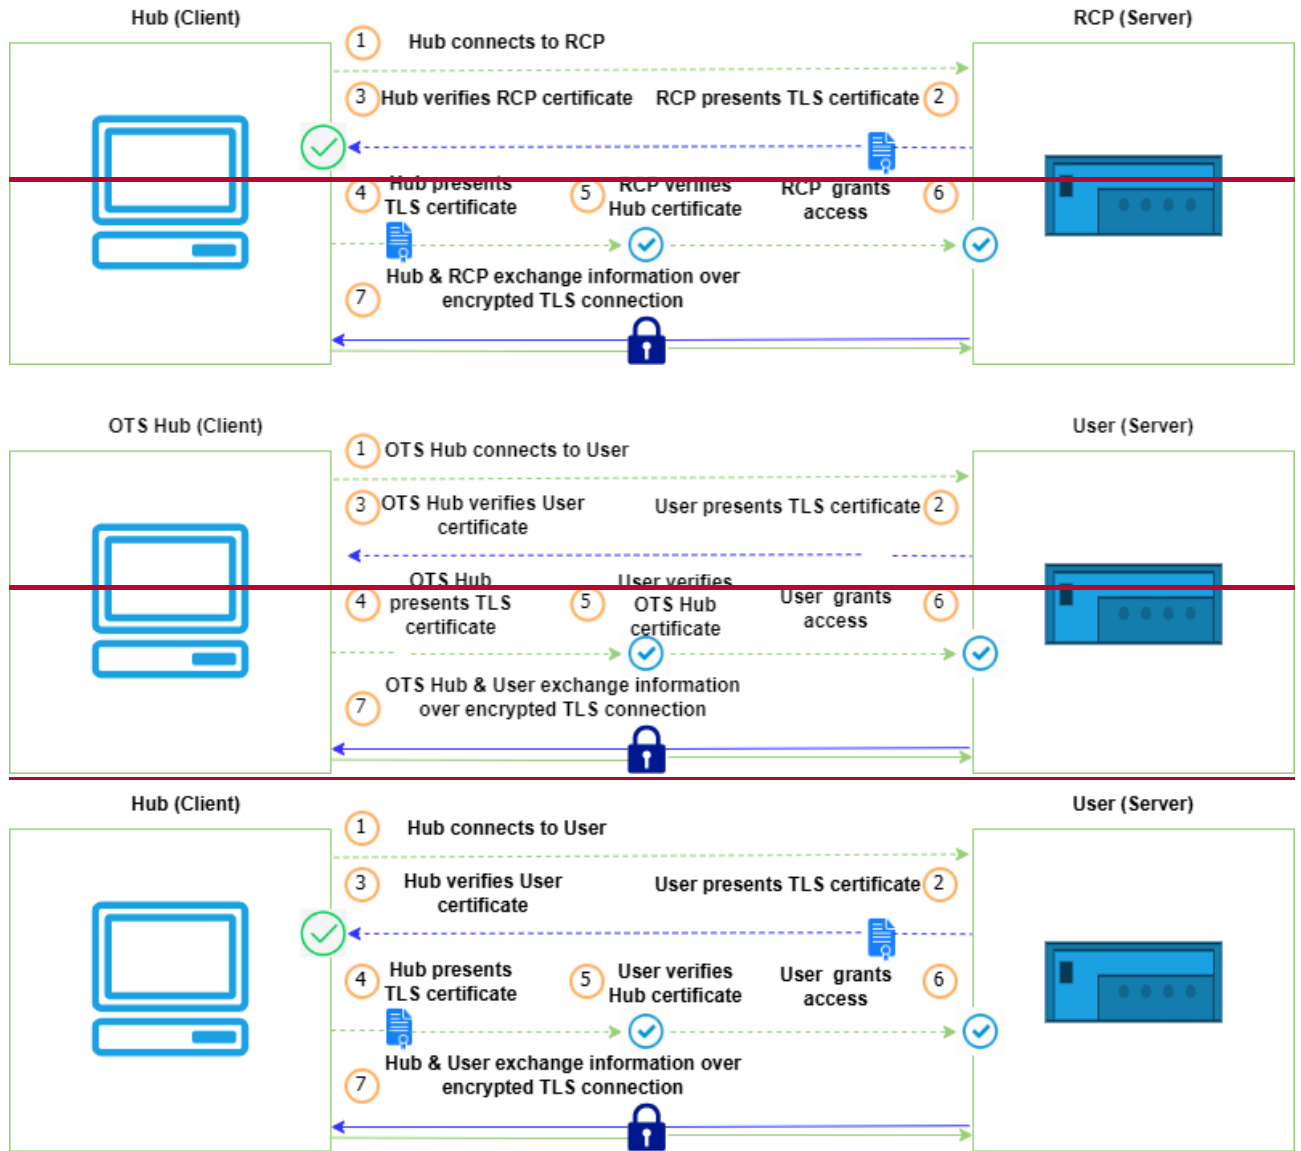 Hub (Client)
RCP (Server)
1 Hub connects to RCP
3 Hub verifies RCP certificate
RCP presents TLS certificate 2
4 Hub presents
TLS certificate
5 RCP verifies
Hub certificate
RCP grants
access
6
7 Hub & RCP exchange information over
encrypted TLS connection
OTS Hub (Client)
User (Server)
1 OTS Hub connects to User
3 OTS Hub verifies User
certificate
User presents TLS certificate 2
4 OTS Hub
presents TLS
certificate
5 User verifies
OTS Hub
certificate
User grants
access
6
7 OTS Hub & User exchange information
over encrypted TLS connection
Hub (Client)
User (Server)
1 Hub connects to User
3 Hub verifies User
certificate
User presents TLS certificate 2
4 Hub presents
TLS certificate
5 User verifies
Hub certificate
User grants
access
6
7 Hub & User exchange information over
encrypted TLS connection